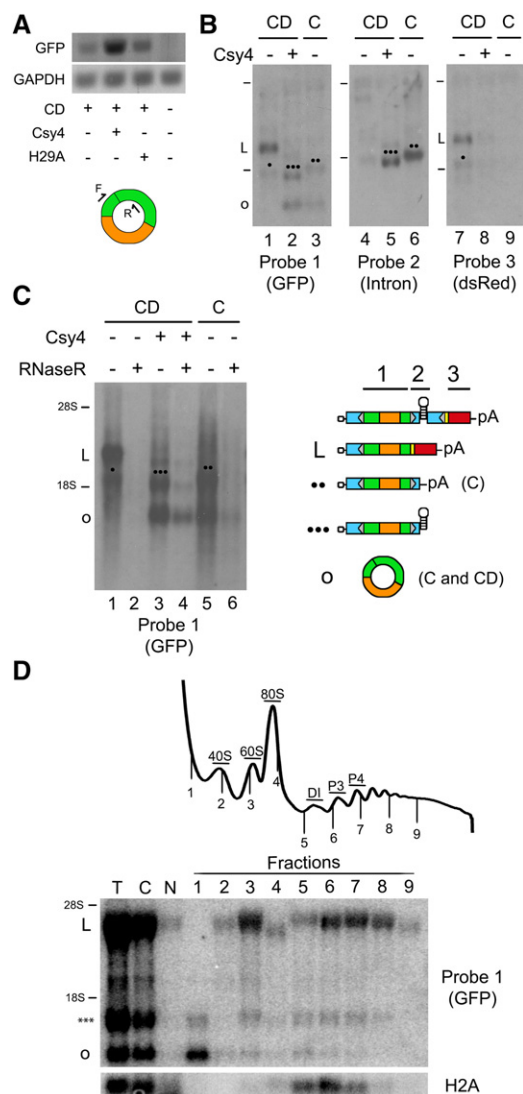 A
GFP
GAPDH
CD + + + -
Csy4 + -
H29A + -
F
R
B
CD C CD C CD C
Csy4 - + - - + - - + -
L
o
L
1 2 3 4 5 6 7 8 9
Probe 1 Probe 2 Probe 3
(GFP) (Intron) (dsRed)
C
CD C
Csy4 - - + + - -
RNaseR - + - + - +
28S
L
18S
o
1 2 3 4 5 6
Probe 1
(GFP)
1 2 3
pA
L pA
•• pA (C)
•••
o (C and CD)
D
80S
40S 60S
DI P3 P4
1 2 3 4 5 6 7 8 9
Fractions
T C N 1 2 3 4 5 6 7 8 9
28S
L
18S
***
o
Probe 1
(GFP)
H2A